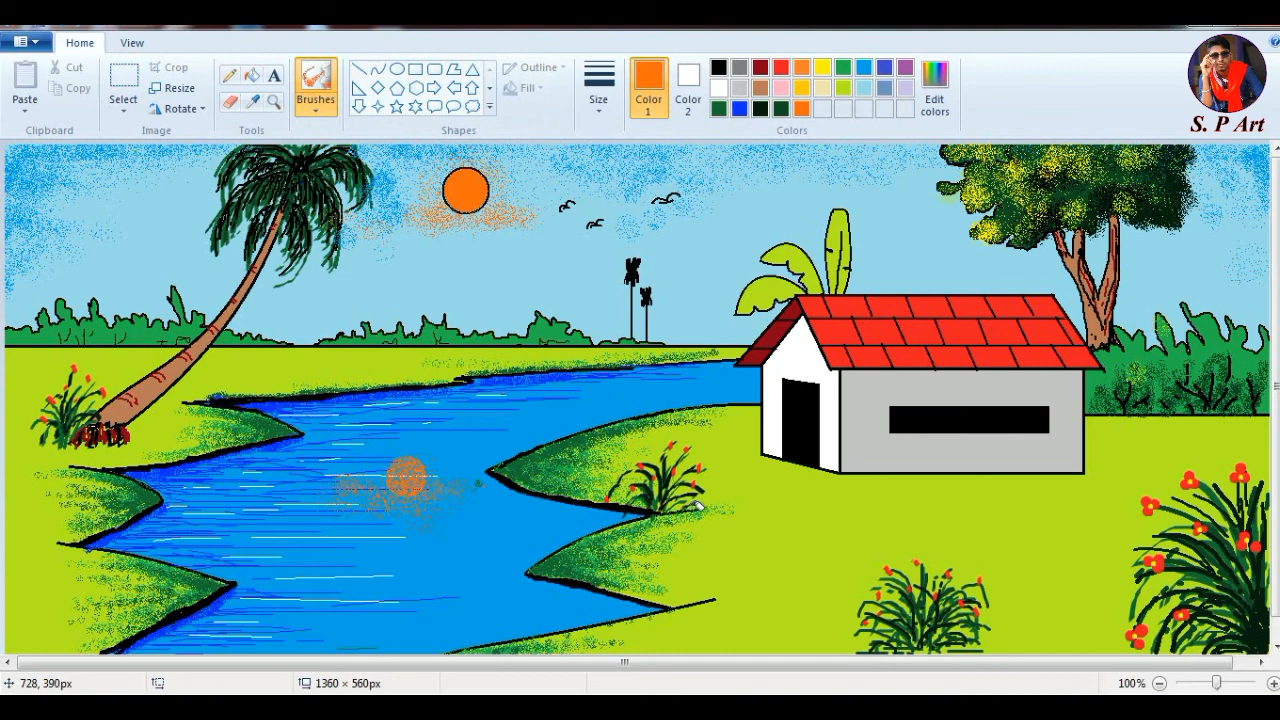 Home View
Paste
Cut
Copy
Clipboard
Select
Crop
Resize
Rotate
Image
A
Tools
Brushes
Outline
Fill
Shapes
Size
Color
1
Color
2
Edit
colors
Colors
S. P Art
728, 390px
1360 × 560px
100%